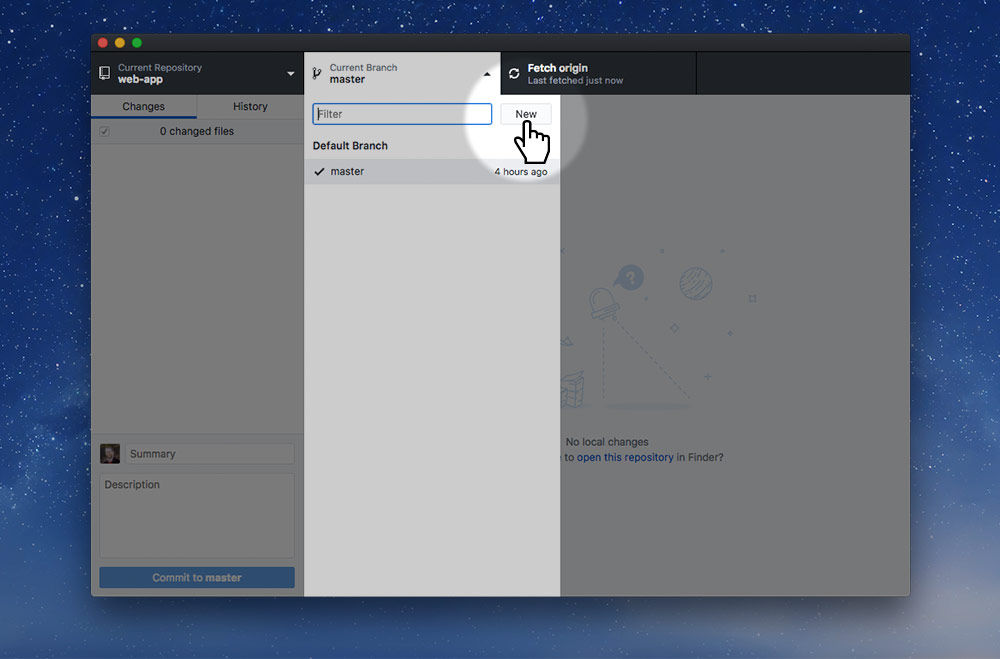 Current Repository
web-app
Current Branch
master
Fetch origin
Last fetched just now
Changes
History
0 changed files
Filter
New
Default Branch
master
4 hours ago
?
No local changes
to open this repository in Finder?
Summary
Description
Commit to master